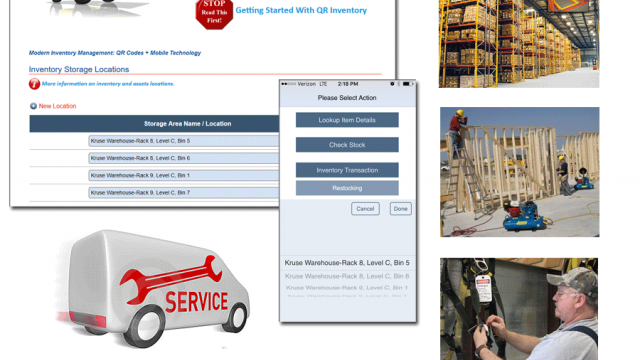 STOP
Read This
First!
Getting Started With QR Inventory
Modern Inventory Management: QR Codes + Mobile Technology
Inventory Storage Locations
More information on inventory and assets locations.
New Location
Storage Area Name / Location
Kruse Warehouse-Rack 8, Level C, Bin 5
Kruse Warehouse-Rack 8, Level C, Bin 6
Kruse Warehouse-Rack 9, Level C, Bin 1
Kruse Warehouse-Rack 9, Level C, Bin 7
Verizon LTE 2:18 PM
Please Select Action
Lookup Item Details
Check Stock
Inventory Transaction
Restocking
Cancel Done
Kruse Warehouse-Rack 8, Level C, Bin 5
Kruse Warehouse-Rack 8, Level C, Bin 6
Kruse Warehouse-Rack 9, Level C, Bin 1
SERVICE